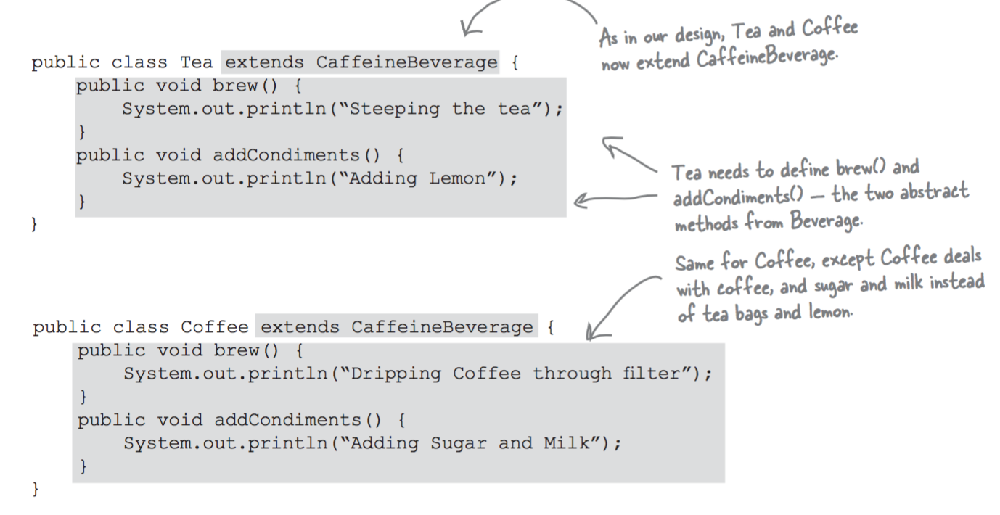 As in our design, Tea and Coffee
now extend CaffeineBeverage.
public class Tea extends CaffeineBeverage {
public void brew() {
System.out.println(“Steeping the tea”);
}
public void addCondiments() {
System.out.println(“Adding Lemon”);
}
}
Tea needs to define brew() and
addCondiments() — the two abstract
methods from Beverage.
Same for Coffee, except Coffee deals
with coffee, and sugar and milk instead
of tea bags and lemon.
public class Coffee extends CaffeineBeverage {
public void brew() {
System.out.println(“Dripping Coffee through filter”);
}
public void addCondiments() {
System.out.println(“Adding Sugar and Milk”);
}
}